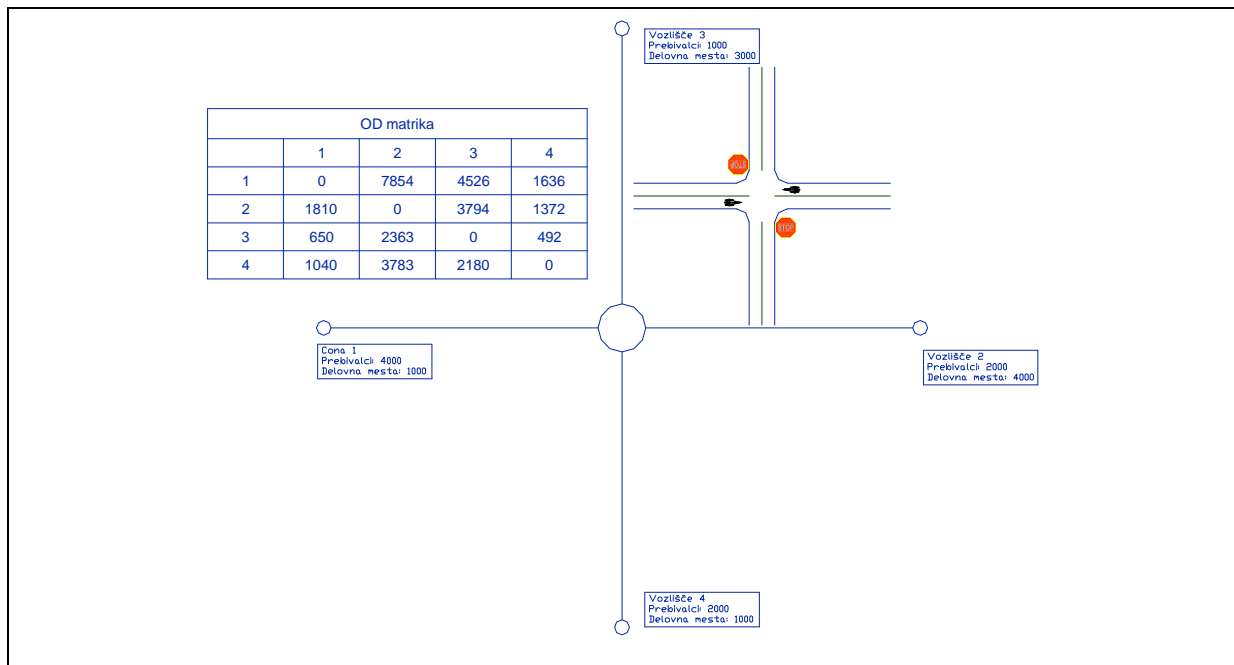 Vozlišče 3
Prebivalci: 1000
Delovna mesta: 3000
OD matrika
1 2 3 4
1 0 7854 4526 1636
2 1810 0 3794 1372
3 650 2363 0 492
4 1040 3783 2180 0
STOP
STOP
Cona 1
Prebivalci: 4000
Delovna mesta: 1000
Vozlišče 2
Prebivalci: 2000
Delovna mesta: 4000
Vozlišče 4
Prebivalci: 2000
Delovna mesta: 1000